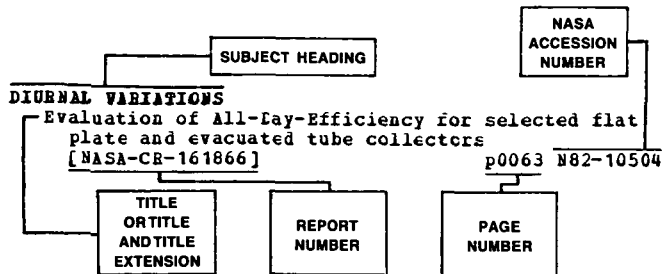 NASA
ACCESSION
NUMBER
SUBJECT HEADING
DIURNAL VARIATIONS
Evaluation of All-Day-Efficiency for selected flat
plate and evacuated tube collectors
[NASA-CR-161866] p0063 N82-10504
TITLE
OR TITLE
AND TITLE
EXTENSION
REPORT
NUMBER
PAGE
NUMBER